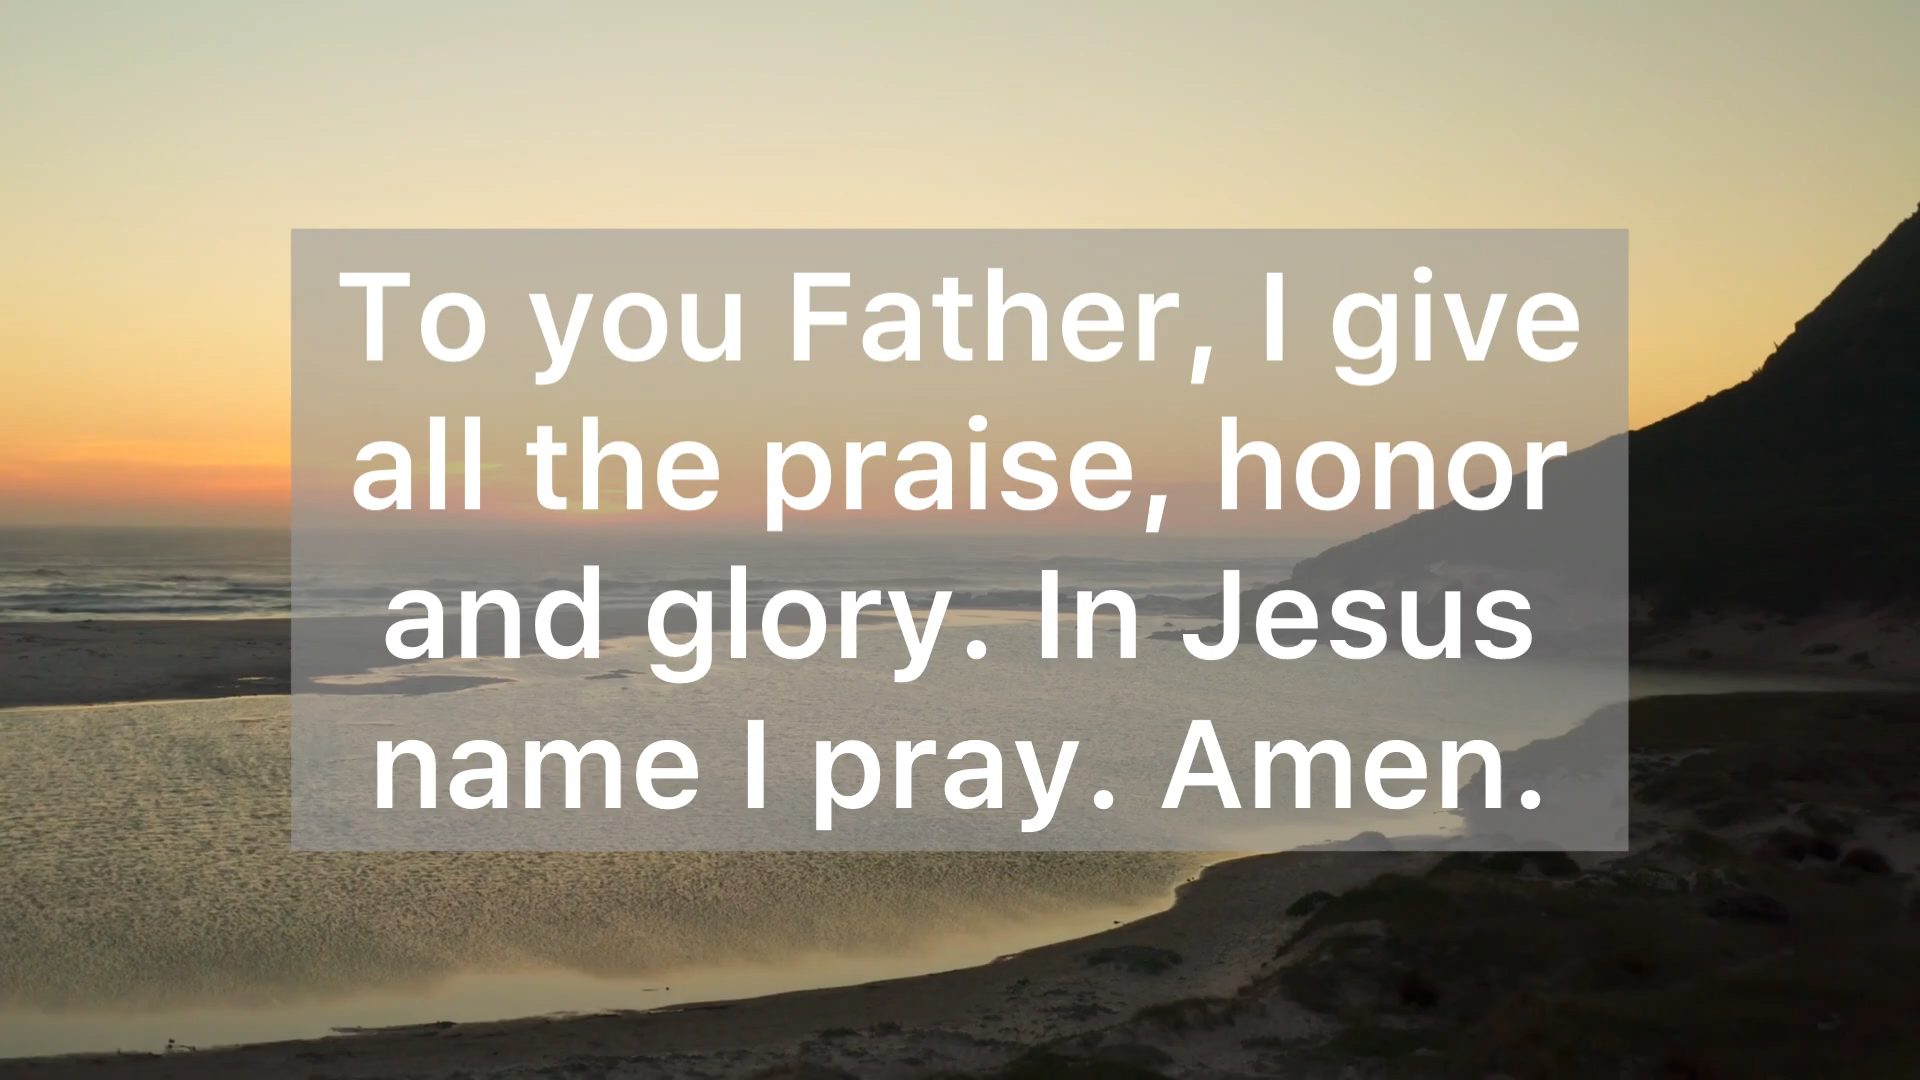 To you Father, I give
all the praise, honor
and glory. In Jesus
name I pray. Amen.